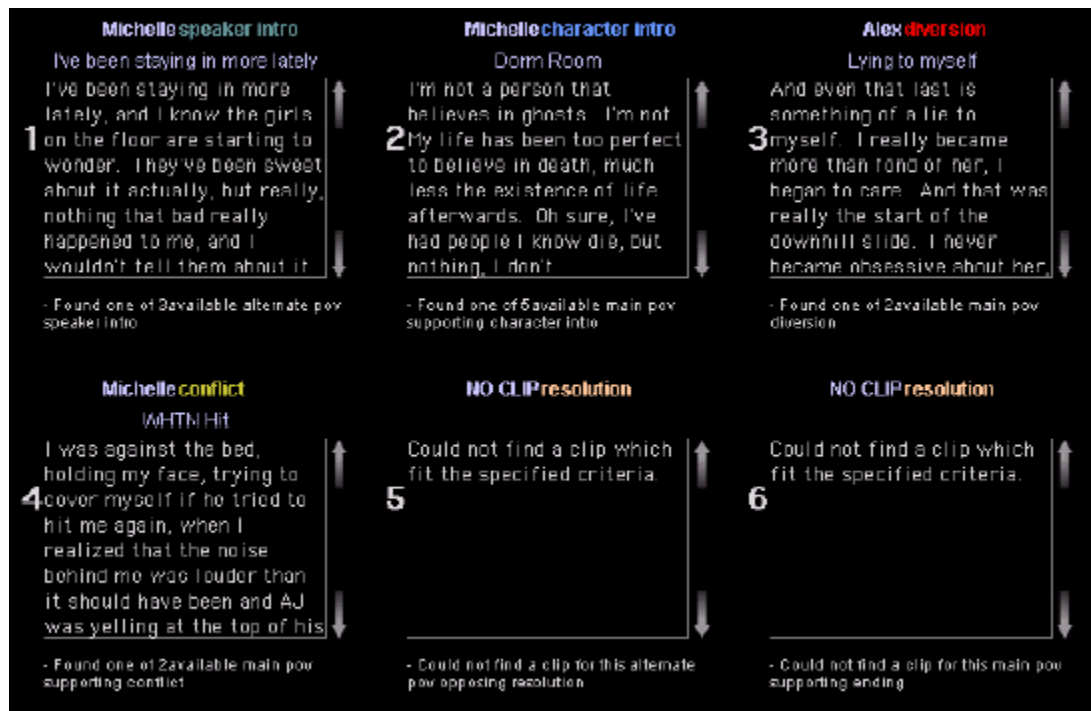 Michelle speaker intro
I've been staying in more lately
1
I've been staying in more
lately, and I know the girls
on the floor are starting to
wonder. They've been sweet
about it actually, but really,
nothing that bad really
happened to me, and I
wouldn't tell them about it
- Found one of 3available alternate pov
speaker intro
Michelle character intro
Dorm Room
2
I'm not a person that
believes in ghosts. I'm not
My life has been too perfect
to believe in death, much
less the existence of life
afterwards. Oh sure, I've
had people I know die, but
nothing, I don't
- Found one of 5available main pov
supporting character intro
Alex diversion
Lying to myself
3
And even that last is
something of a lie to
myself. I really became
more than fond of her, I
began to care. And that was
really the start of the
downhill slide. I never
became obsessive about her,
- Found one of 2available main pov
diversion
Michelle conflict
WHTN Hit
4
I was against the bed,
holding my face, trying to
cover myself if he tried to
hit me again, when I
realized that the noise
behind me was louder than
it should have been and AJ
was yelling at the top of his
- Found one of 2available main pov
supporting conflict
NO CLIP resolution
5
Could not find a clip which
fit the specified criteria.
- Could not find a clip for this alternate
pov opposing resolution
NO CLIP resolution
6
Could not find a clip which
fit the specified criteria.
- Could not find a clip for this main pov
supporting ending